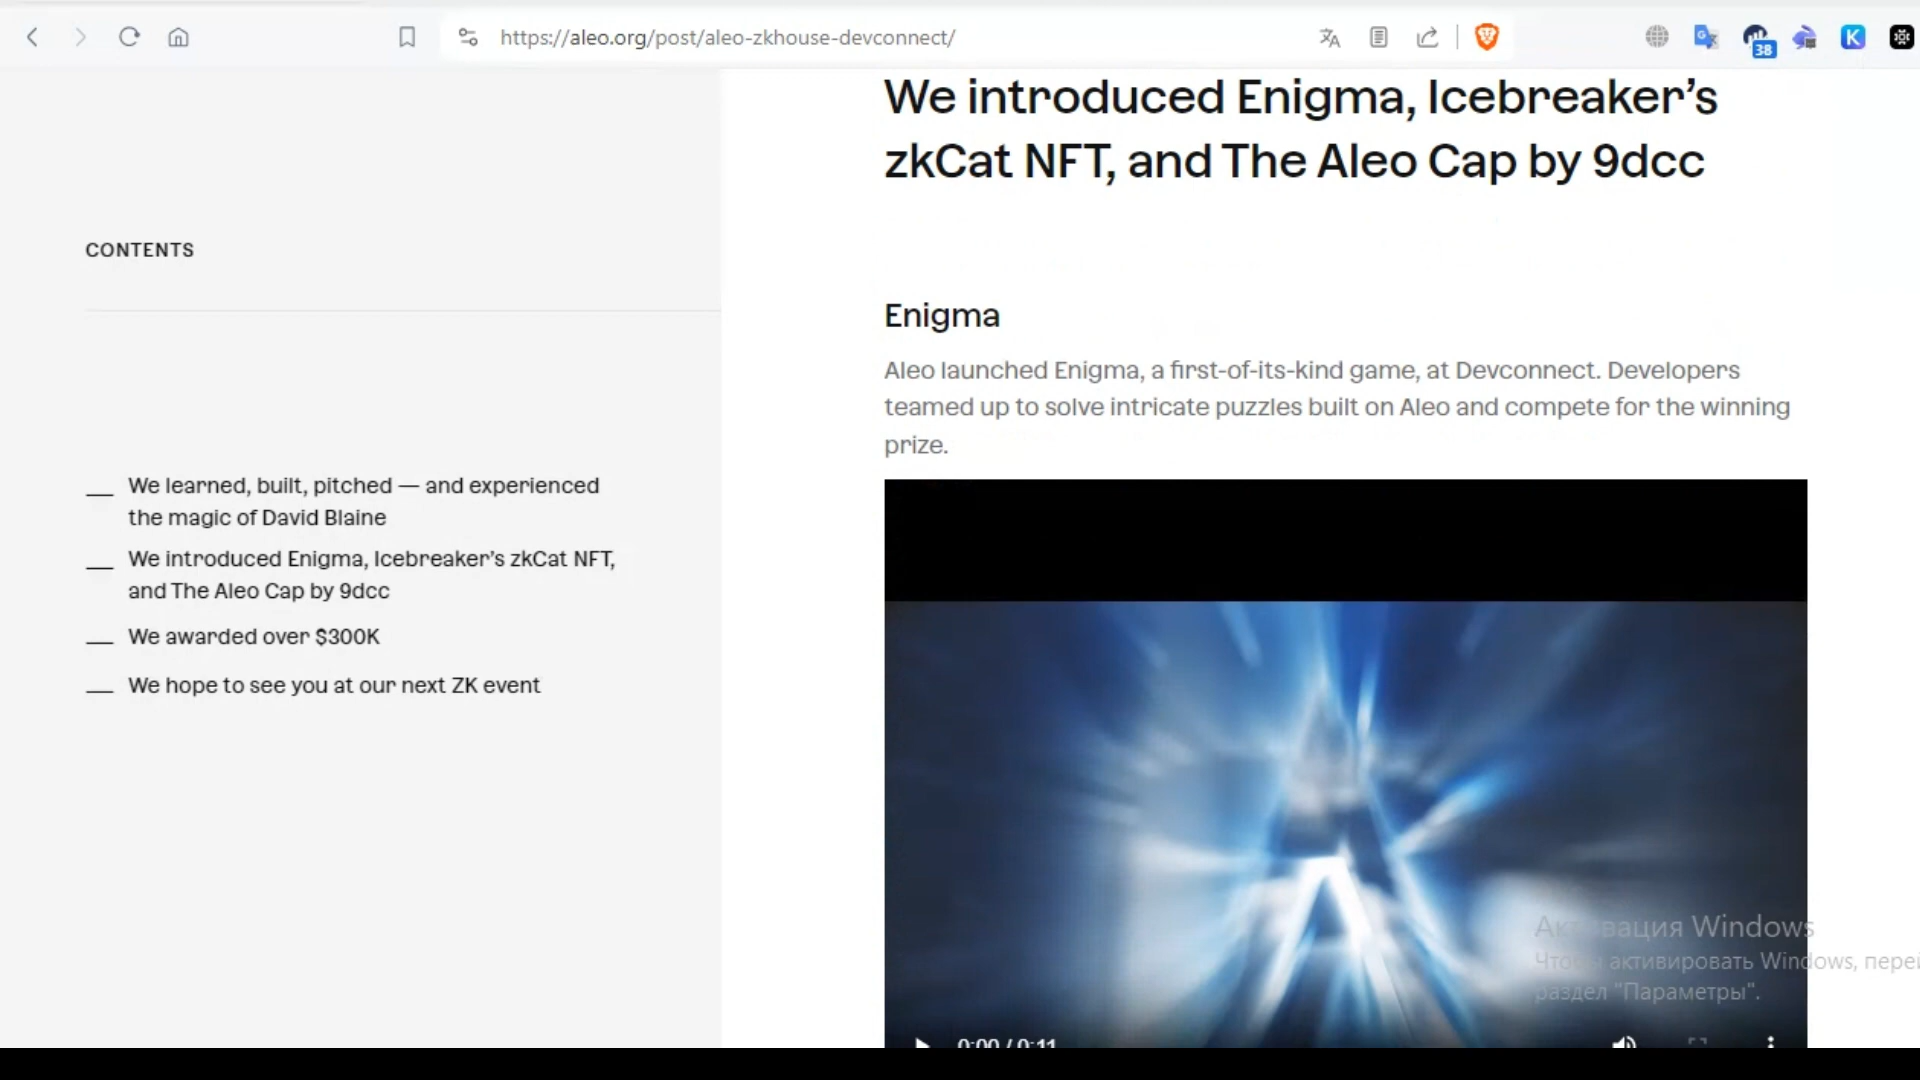 https://aleo.org/post/aleo-zkhouse-devconnect/
38
K
We introduced Enigma, Icebreaker’s
zkCat NFT, and The Aleo Cap by 9dcc
CONTENTS
We learned, built, pitched — and experienced
the magic of David Blaine
We introduced Enigma, Icebreaker’s zkCat NFT,
and The Aleo Cap by 9dcc
We awarded over $300K
We hope to see you at our next ZK event
Enigma
Aleo launched Enigma, a first-of-its-kind game, at Devconnect. Developers
teamed up to solve intricate puzzles built on Aleo and compete for the winning
prize.
Активация Windows
Чтобы активировать Windows, перей
раздел "Параметры".
0:00 / 0:11